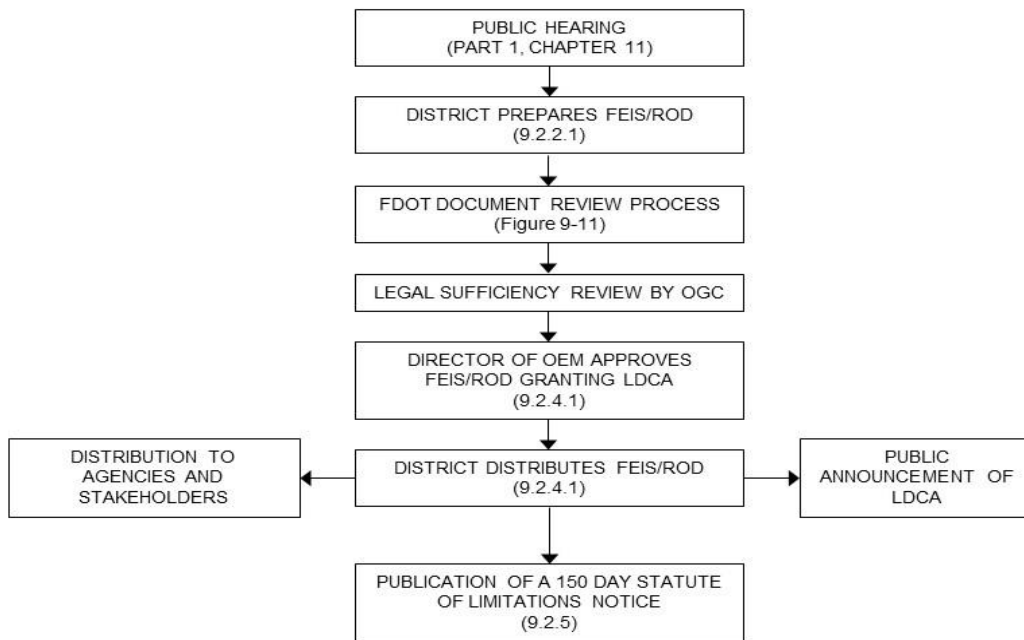 PUBLIC HEARING
(PART 1, CHAPTER 11)
DISTRICT PREPARES FEIS/ROD
(9.2.2.1)
FDOT DOCUMENT REVIEW PROCESS
(Figure 9-11)
LEGAL SUFFICIENCY REVIEW BY OGC
DIRECTOR OF OEM APPROVES
FEIS/ROD GRANTING LDCA
(9.2.4.1)
DISTRIBUTION TO
AGENCIES AND
STAKEHOLDERS
DISTRICT DISTRIBUTES FEIS/ROD
(9.2.4.1)
PUBLIC
ANNOUNCEMENT OF
LDCA
PUBLICATION OF A 150 DAY STATUTE
OF LIMITATIONS NOTICE
(9.2.5)